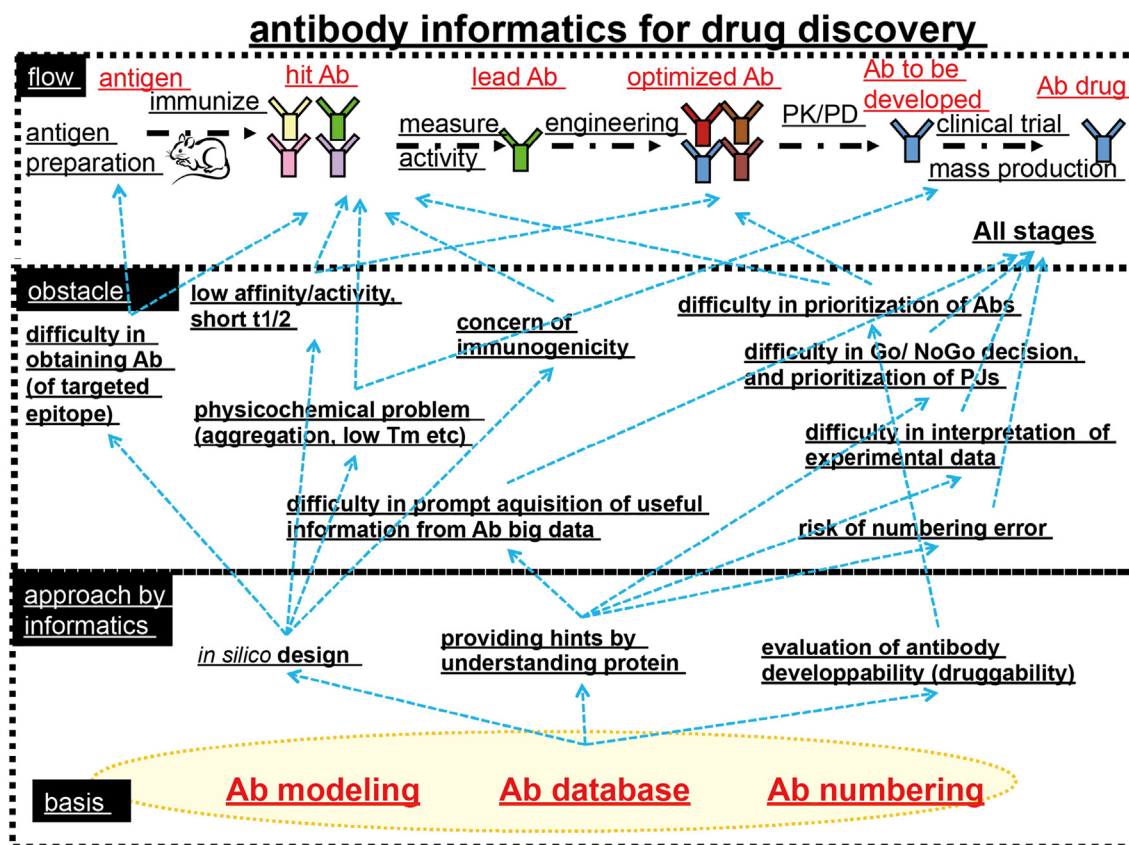 antibody informatics for drug discovery
flow
antigen
hit Ab
lead Ab
optimized Ab
Ab to be
developed
Ab drug
immunize
antigen
preparation
measure
activity
engineering
PK/PD
clinical trial
mass production
All stages
obstacle
low affinity/activity,
short t1/2
difficulty in prioritization of Abs
difficulty in
obtaining Ab
(of targeted
epitope)
concern of
immunogenicity
difficulty in Go/ NoGo decision,
and prioritization of PJs
physicochemical problem
(aggregation, low Tm etc)
difficulty in interpretation of
experimental data
difficulty in prompt aquisition of useful
information from Ab big data
risk of numbering error
approach by
informatics
in silico design
providing hints by
understanding protein
evaluation of antibody
developpability (druggability)
basis
Ab modeling
Ab database
Ab numbering